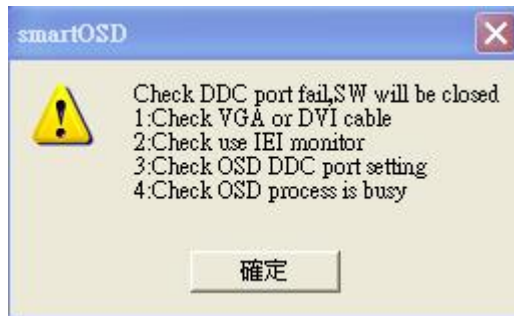 smartOSD
Check DDC port fail,SW will be closed
1:Check VGA or DVI cable
2:Check use IEI monitor
3:Check OSD DDC port setting
4:Check OSD process is busy
確定